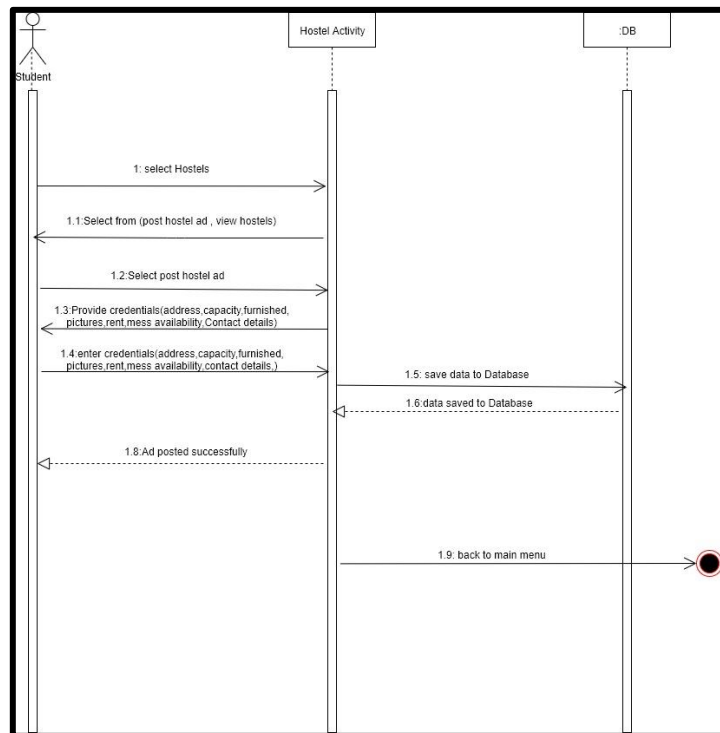 Hostel Activity
:DB
Student
1: select Hostels
1.1:Select from (post hostel ad , view hostels)
1.2:Select post hostel ad
1.3:Provide credentials(address,capacity,furnished,
pictures,rent,mess availability,Contact details)
1.4:enter credentials(address,capacity,furnished,
pictures,rent,mess availability,contact details,)
1.5: save data to Database
1.6:data saved to Database
1.8:Ad posted successfully
1.9: back to main menu